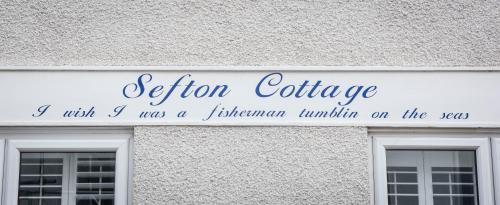 Sefton Cottage
I wish I was a fisherman tumblin on the seas